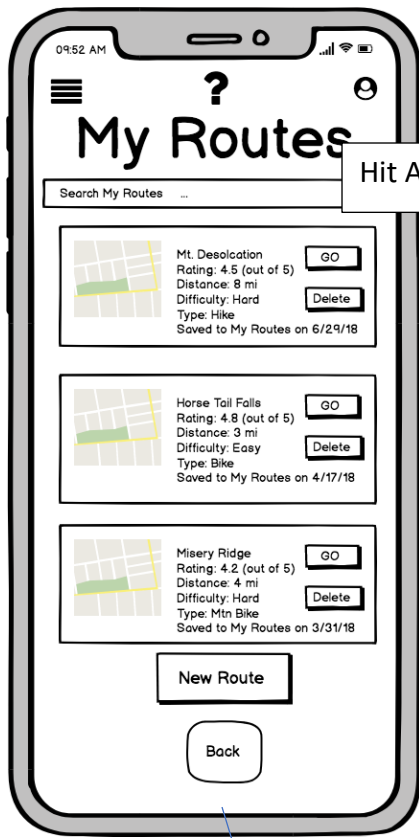 09:52 AM
?
My Routes
Hit A
Search My Routes ...
Mt. Desolcation
Rating: 4.5 (out of 5)
Distance: 8 mi
Difficulty: Hard
Type: Hike
Saved to My Routes on 6/29/18
GO
Delete
Horse Tail Falls
Rating: 4.8 (out of 5)
Distance: 3 mi
Difficulty: Easy
Type: Bike
Saved to My Routes on 4/17/18
GO
Delete
Misery Ridge
Rating: 4.2 (out of 5)
Distance: 4 mi
Difficulty: Hard
Type: Mtn Bike
Saved to My Routes on 3/31/18
GO
Delete
New Route
Back